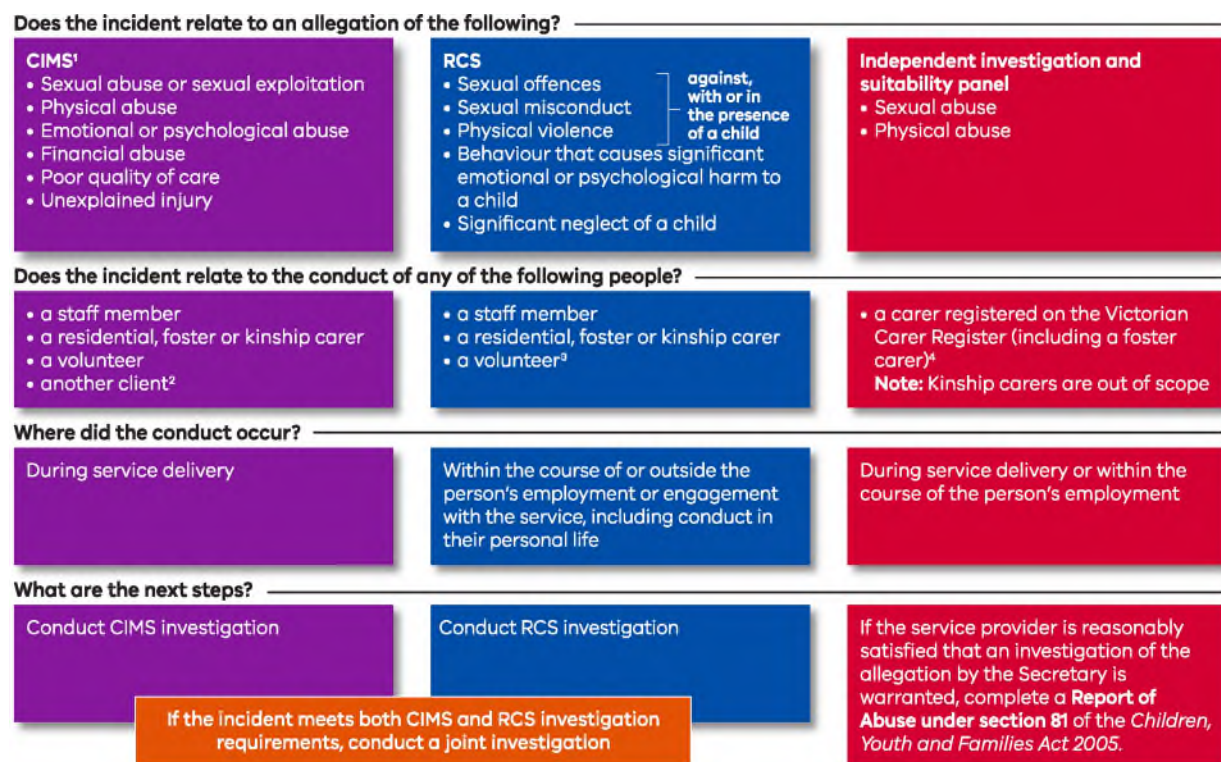 Does the incident relate to an allegation of the following?
CIMS¹
• Sexual abuse or sexual exploitation
• Physical abuse
• Emotional or psychological abuse
• Financial abuse
• Poor quality of care
• Unexplained injury
RCS
• Sexual offences
• Sexual misconduct
• Physical violence
against,
with or in
the presence
of a child
• Behaviour that causes significant
emotional or psychological harm to
a child
• Significant neglect of a child
Independent investigation and
suitability panel
• Sexual abuse
• Physical abuse
Does the incident relate to the conduct of any of the following people?
• a staff member
• a residential, foster or kinship carer
• a volunteer
• another client²
• a staff member
• a residential, foster or kinship carer
• a volunteer³
• a carer registered on the Victorian
Carer Register (including a foster
carer)⁴
Note: Kinship carers are out of scope
Where did the conduct occur?
During service delivery
Within the course of or outside the
person's employment or engagement
with the service, including conduct in
their personal life
During service delivery or within the
course of the person's employment
What are the next steps?
Conduct CIMS investigation
Conduct RCS investigation
If the incident meets both CIMS and RCS investigation
requirements, conduct a joint investigation
If the service provider is reasonably
satisfied that an investigation of the
allegation by the Secretary is
warranted, complete a Report of
Abuse under section 81 of the Children,
Youth and Families Act 2005.